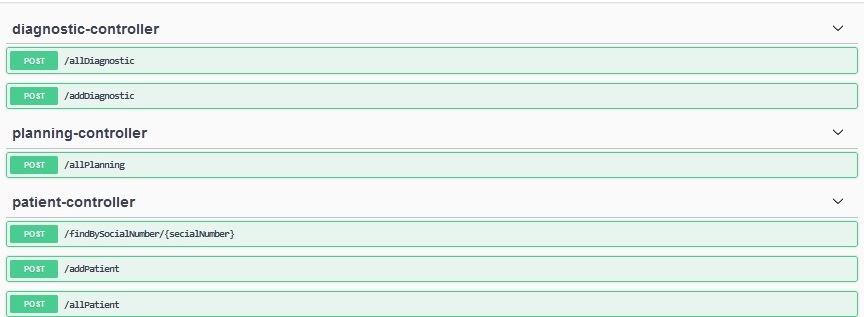 diagnostic-controller
POST /allDiagnostic
POST /addDiagnostic
planning-controller
POST /allPlanning
patient-controller
POST /findBySocialNumber/{secialNumber}
POST /addPatient
POST /allPatient